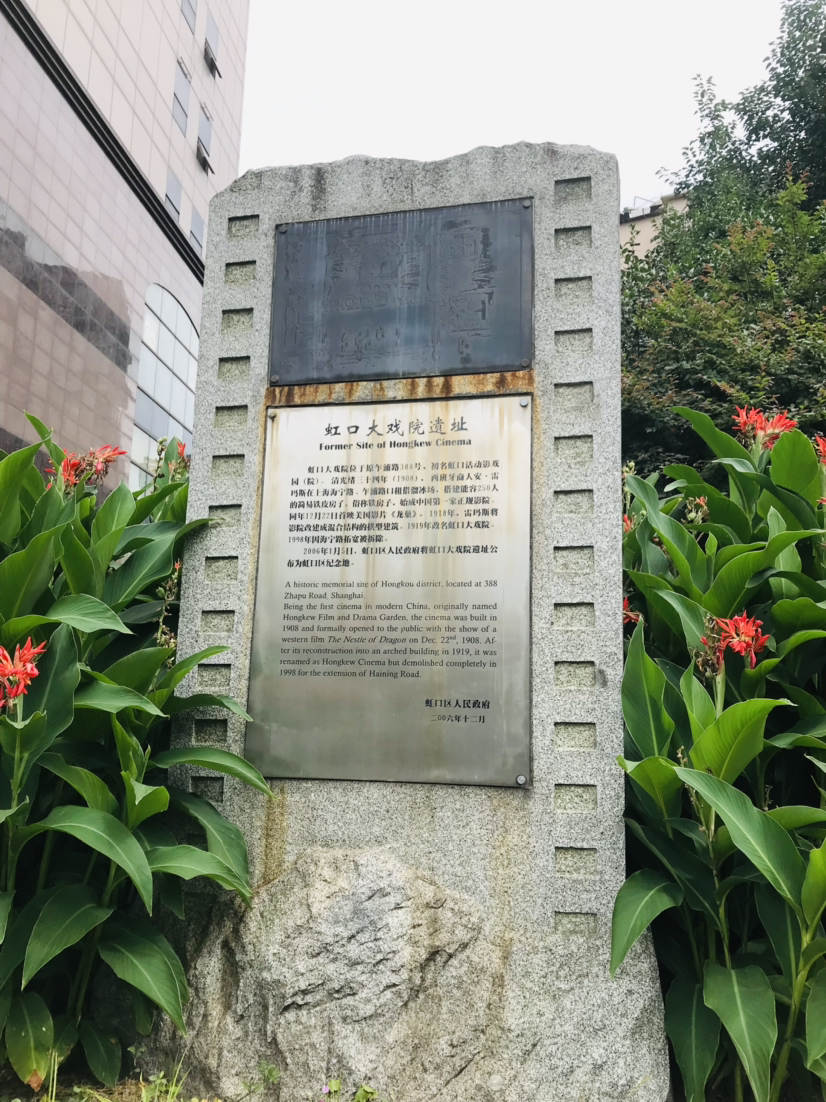 虹口大戏院遗址
Former Site of Hongkew Cinema
虹口大戏院位于原乍浦路388号。初名虹口活动影戏
园（院）。清光绪三十四年（1908），西班牙商人安·雷
玛斯在上海海宁路、乍浦路口租借溜冰场，搭建能容250人
的简易铁皮房子，俗称铁房子，始成中国第一家正规影院。
同年12月22日首映美国影片《龙巢》。1918年，雷玛斯将
影院改建成混合结构的拱型建筑。1919年改名虹口大戏院。
1998年因海宁路拓宽被拆除。
2006年1月5日，虹口区人民政府将虹口大戏院遗址公
布为虹口区纪念地。
A historic memorial site of Hongkou district, located at 388
Zhapu Road, Shanghai.
Being the first cinema in modern China, originally named
Hongkew Film and Drama Garden, the cinema was built in
1908 and formally opened to the public with the show of a
western film The Nestle of Dragon on Dec. 22nd, 1908. Af-
ter its reconstruction into an arched building in 1919, it was
renamed as Hongkew Cinema but demolished completely in
1998 for the extension of Haining Road.
虹口区人民政府
二00六年十二月